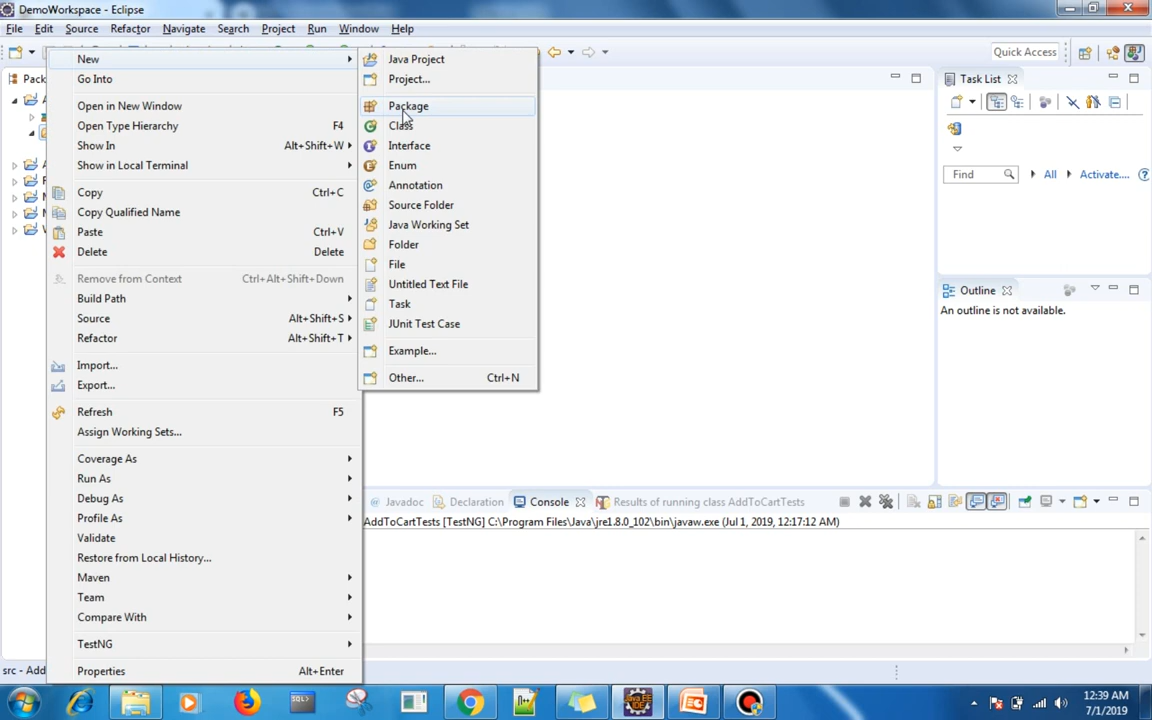 DemoWorkspace - Eclipse
File Edit Source Refactor Navigate Search Project Run Window Help
Quick Access
Pack
New
Go Into
Open in New Window
Open Type Hierarchy F4
Show In Alt+Shift+W
Show in Local Terminal
Copy Ctrl+C
Copy Qualified Name
Paste Ctrl+V
Delete Delete
Remove from Context Ctrl+Alt+Shift+Down
Build Path
Source Alt+Shift+S
Refactor Alt+Shift+T
Import...
Export...
Refresh F5
Assign Working Sets...
Coverage As
Run As
Debug As
Profile As
Validate
Restore from Local History...
Maven
Team
Compare With
TestNG
Properties Alt+Enter
Java Project
Project...
Package
Class
Interface
Enum
Annotation
Source Folder
Java Working Set
Folder
File
Untitled Text File
Task
JUnit Test Case
Example...
Other... Ctrl+N
Task List
Find All Activate...
Outline
An outline is not available.
Javadoc Declaration Console Results of running class AddToCartTests
AddToCartTests [TestNG] C:\Program Files\Java\jre1.8.0_102\bin\javaw.exe (Jul 1, 2019, 12:17:12 AM)
src - Add
SQL
Java EE
IDE
12:39 AM
7/1/2019